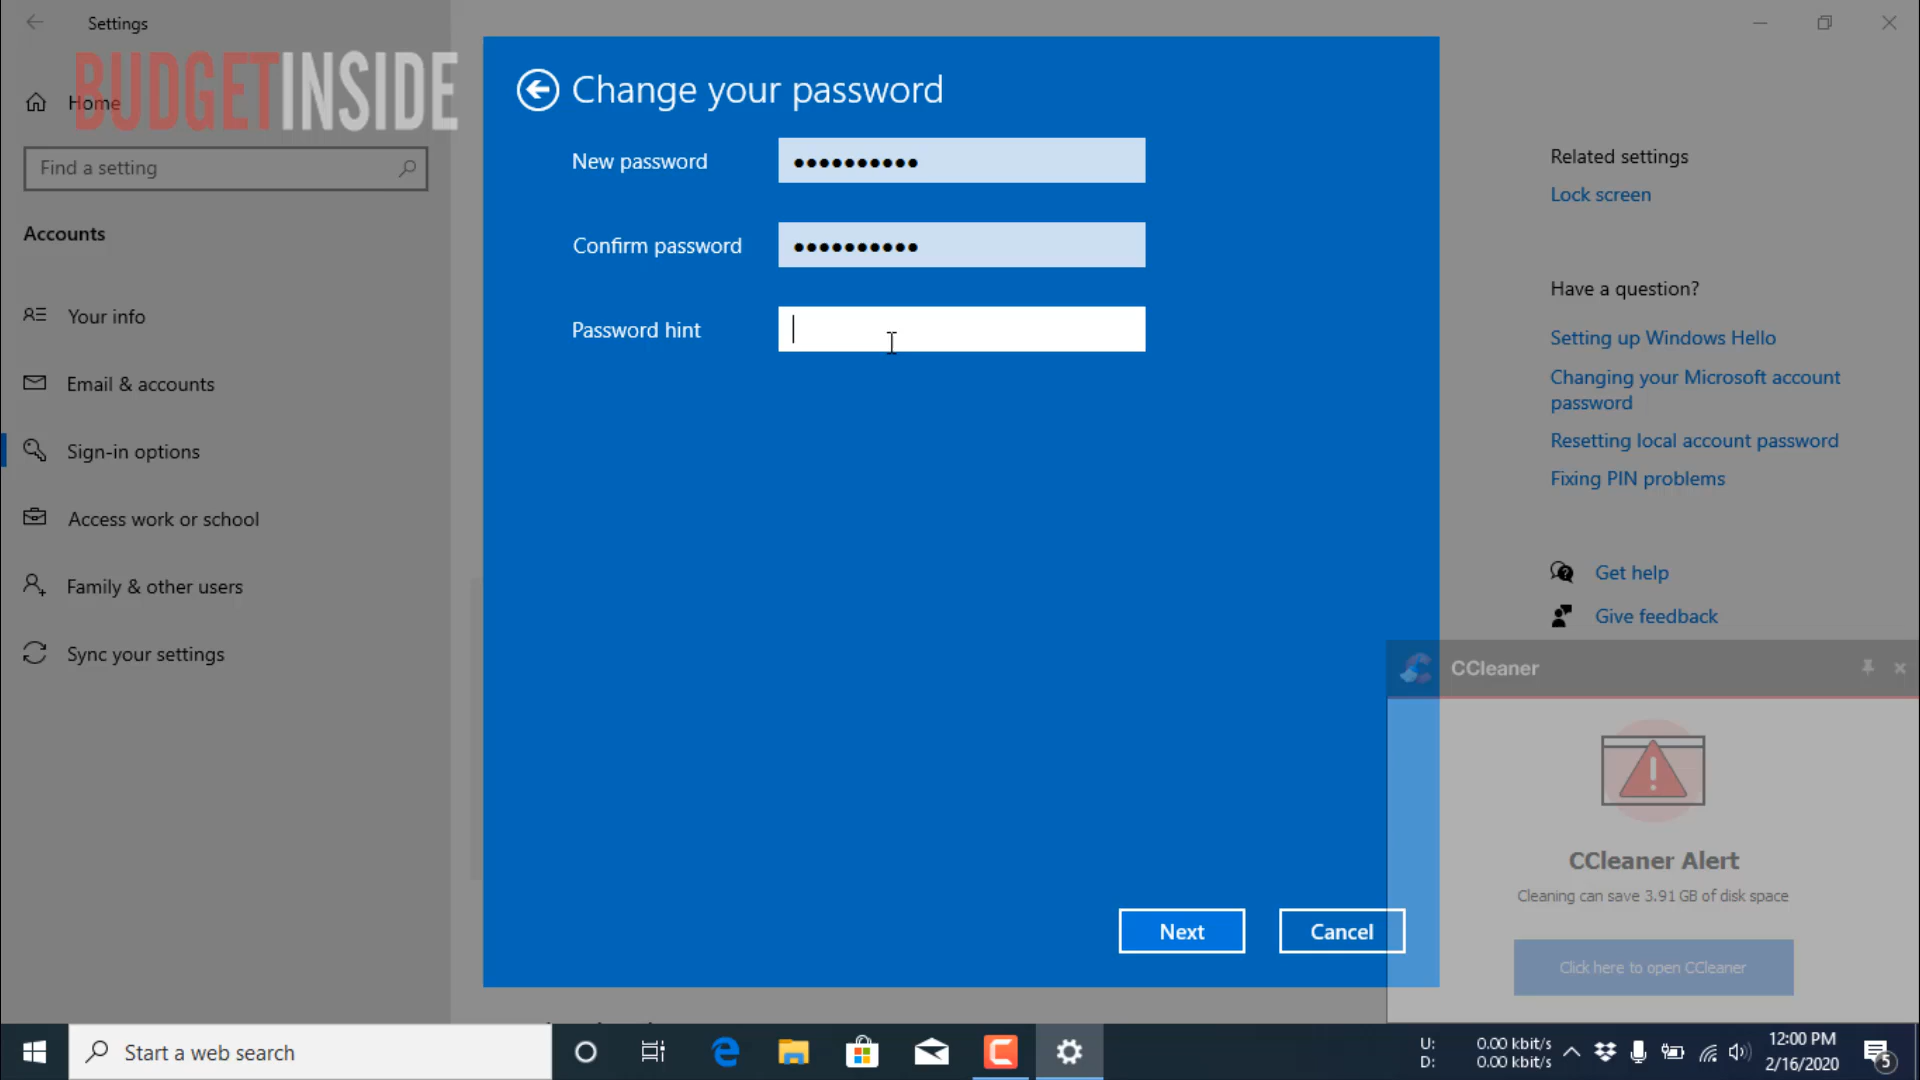 Settings
BUDGETINSIDE
Home
Find a setting
Accounts
Your info
Email & accounts
Sign-in options
Access work or school
Family & other users
Sync your settings
Change your password
New password
Confirm password
Password hint
Next
Cancel
Related settings
Lock screen
Have a question?
Setting up Windows Hello
Changing your Microsoft account
password
Resetting local account password
Fixing PIN problems
Get help
Give feedback
CCleaner
CCleaner Alert
Cleaning can save 3.91 GB of disk space
Click here to open CCleaner
Start a web search
U: 0.00 kbit/s
D: 0.00 kbit/s
12:00 PM
2/16/2020
5